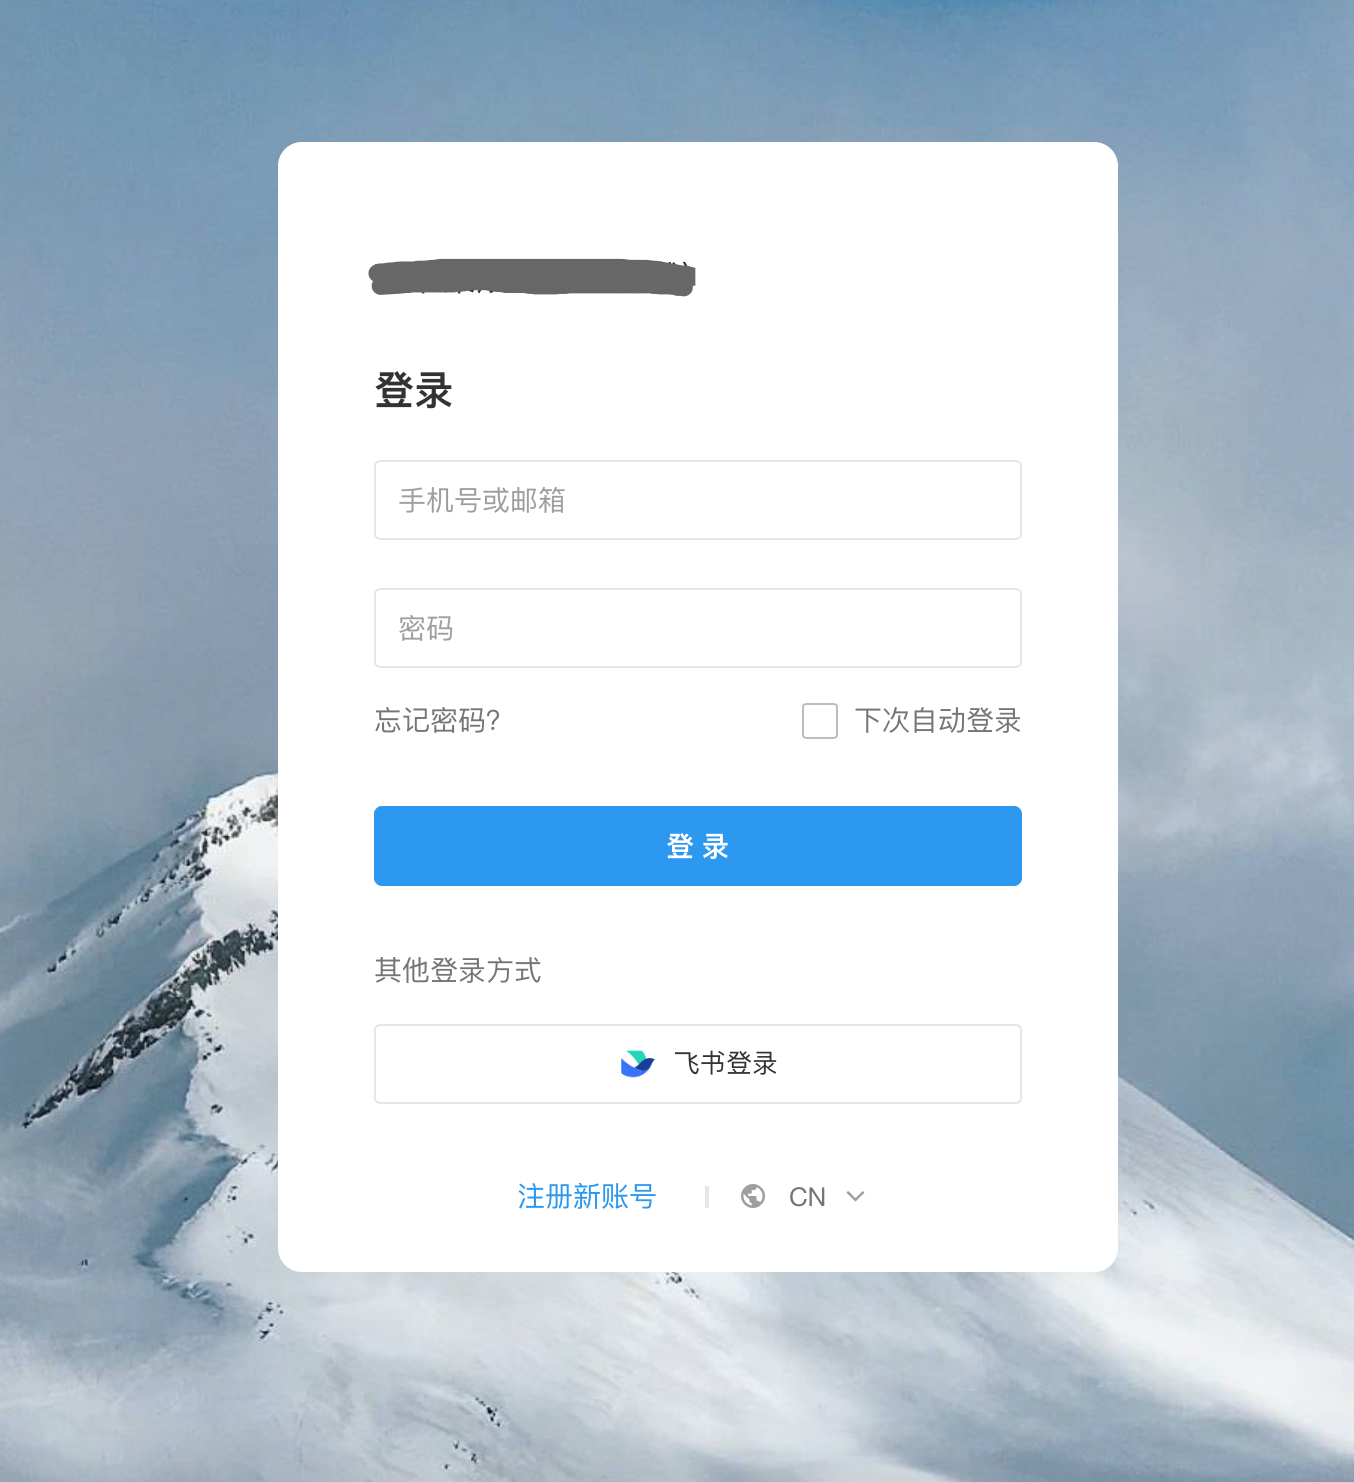 登录
手机号或邮箱
密码
忘记密码? 下次自动登录
登 录
其他登录方式
飞书登录
注册新账号 | CN